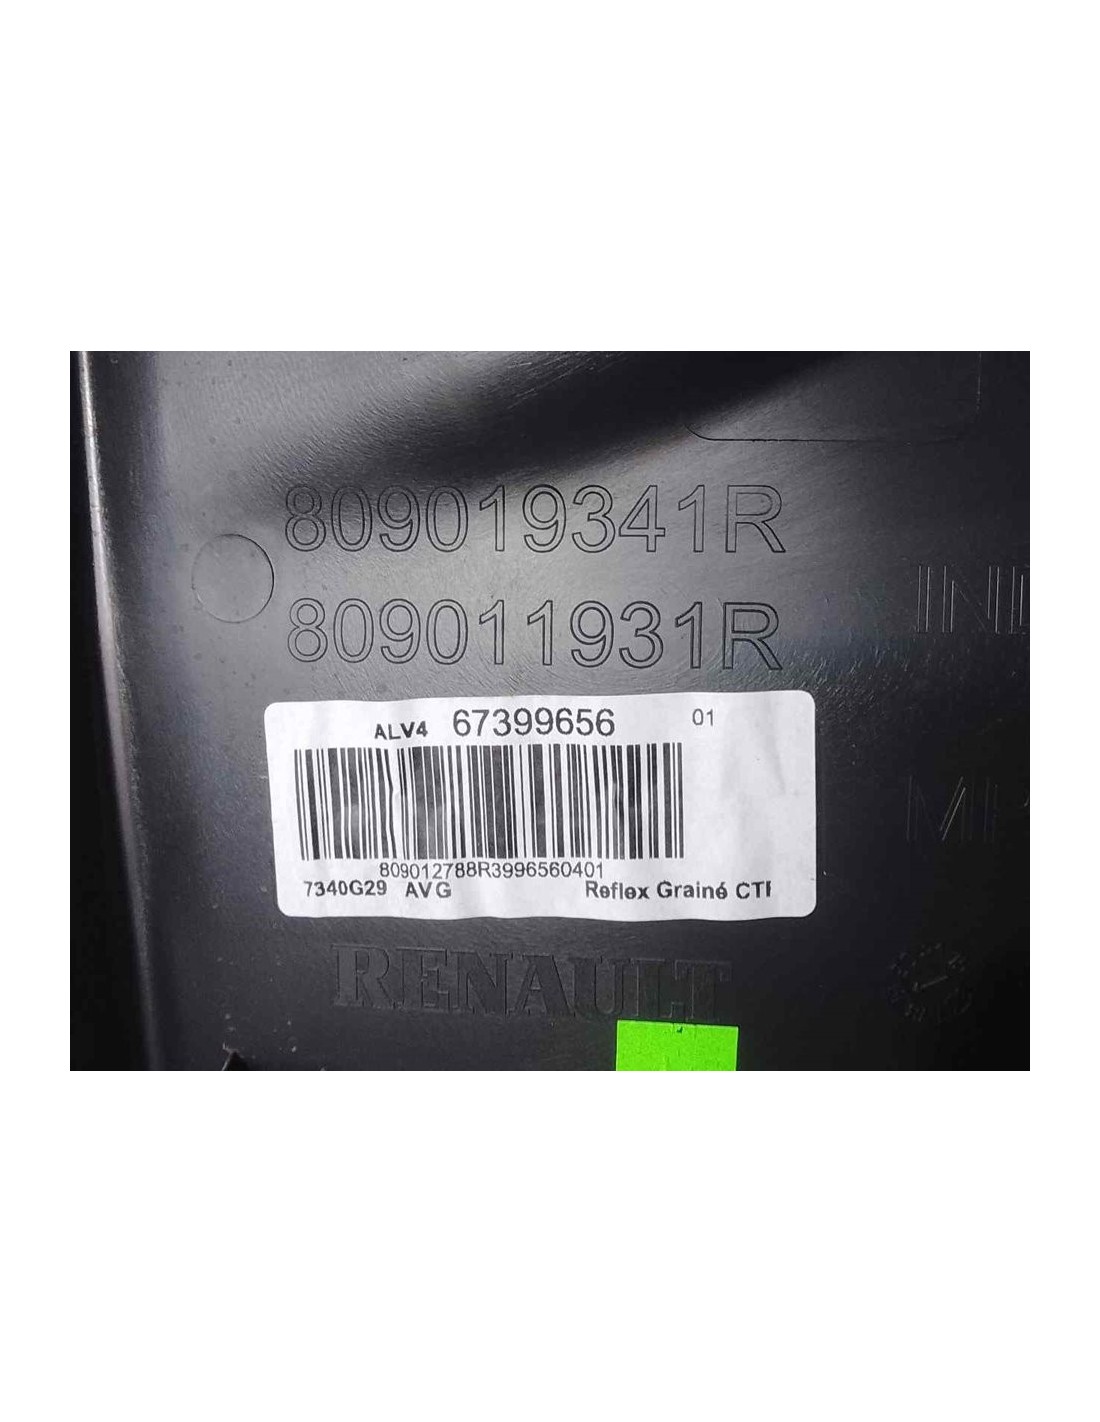 809019341R
809011931R
ALV4 67399656 01
809012788R3996560401
7340G29 AVG Reflex Grainé CTI
RENAULT